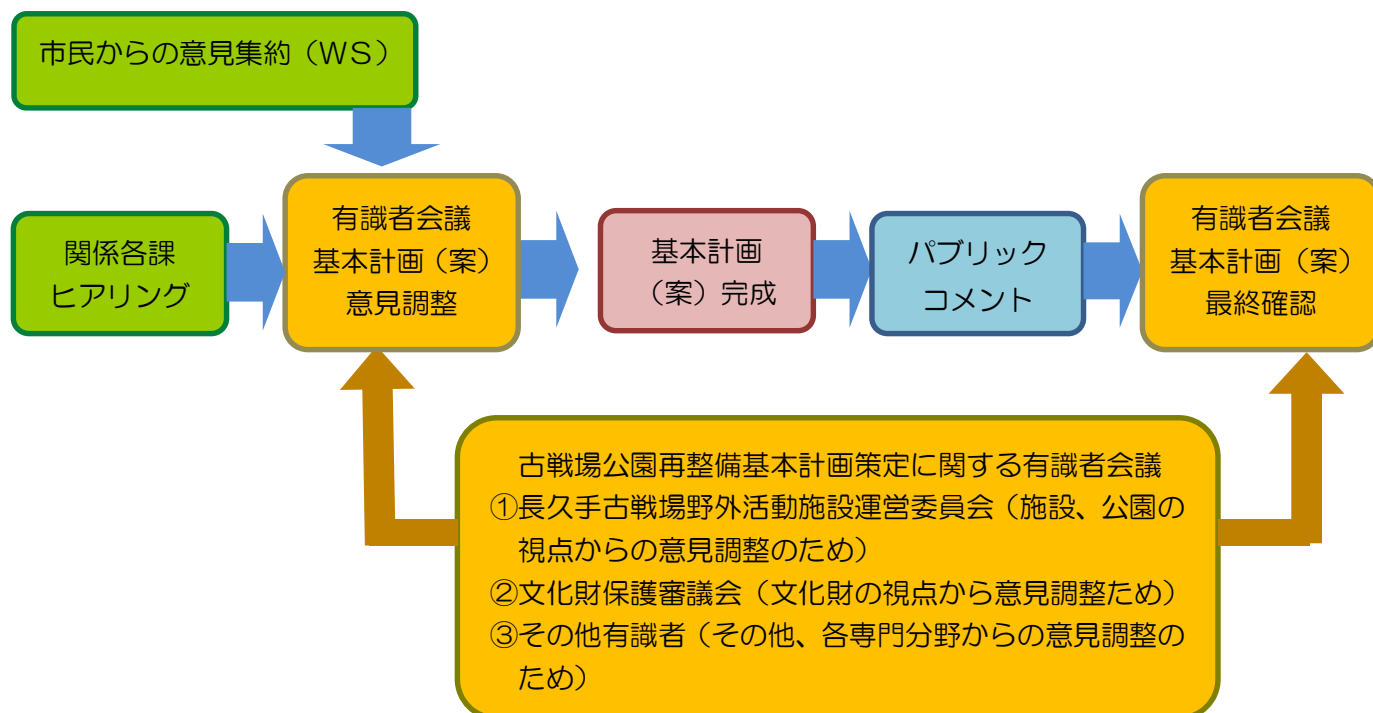 市民からの意見集約（WS）
関係各課
ヒアリング
有識者会議
基本計画（案）
意見調整
基本計画
（案）完成
パブリック
コメント
有識者会議
基本計画（案）
最終確認
古戦場公園再整備基本計画策定に関する有識者会議
①長久手古戦場野外活動施設運営委員会（施設、公園の
視点からの意見調整のため）
②文化財保護審議会（文化財の視点から意見調整ため）
③その他有識者（その他、各専門分野からの意見調整の
ため）